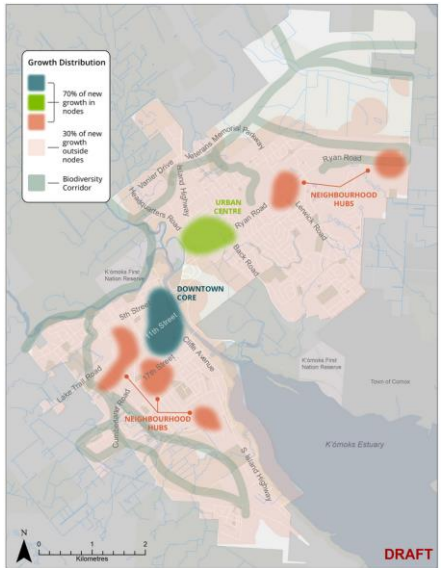 Growth Distribution
70% of new
growth in
nodes
30% of new
growth
outside
nodes
Biodiversity
Corridor
Veterans Memorial Parkway
Vanier Drive
Island Highway
Headquarters Road
Ryan Road
NEIGHBOURHOOD
HUBS
URBAN
CENTRE
Ryan Road
Lerwick Road
Back Road
K'ómoks First
Nation Reserve
DOWNTOWN
CORE
5th Street
11th Street
17th Street
Cliffe Avenue
Lake Trail Road
Cumberland Road
K'ómoks First
Nation Reserve
Town of Comox
NEIGHBOURHOOD
HUBS
K'ómoks Estuary
S Island Highway
N
0 1 2
Kilometres
DRAFT